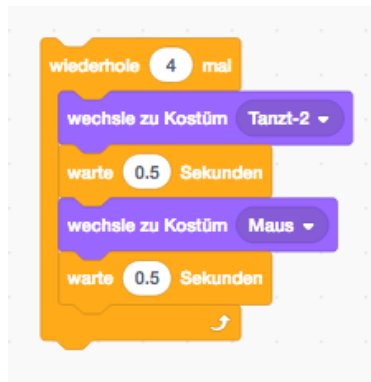 wiederhole 4 mal
wechsle zu Kostüm Tanzt-2
warte 0.5 Sekunden
wechsle zu Kostüm Maus
warte 0.5 Sekunden